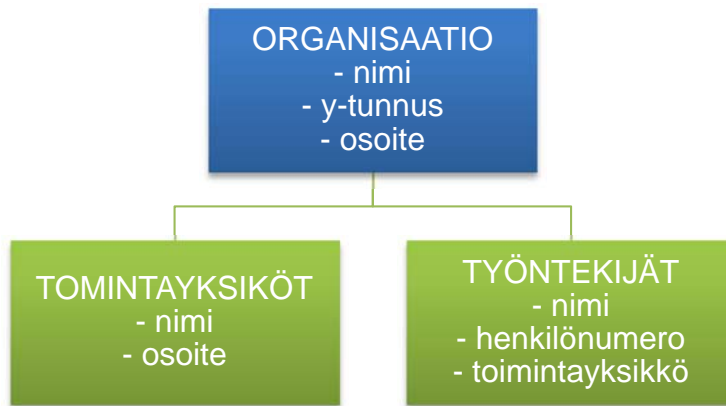 ORGANISAATIO
- nimi
- y-tunnus
- osoite
TOMINTAYKSIKÖT
- nimi
- osoite
TYÖNTEKIJÄT
- nimi
- henkilönumero
- toimintayksikkö